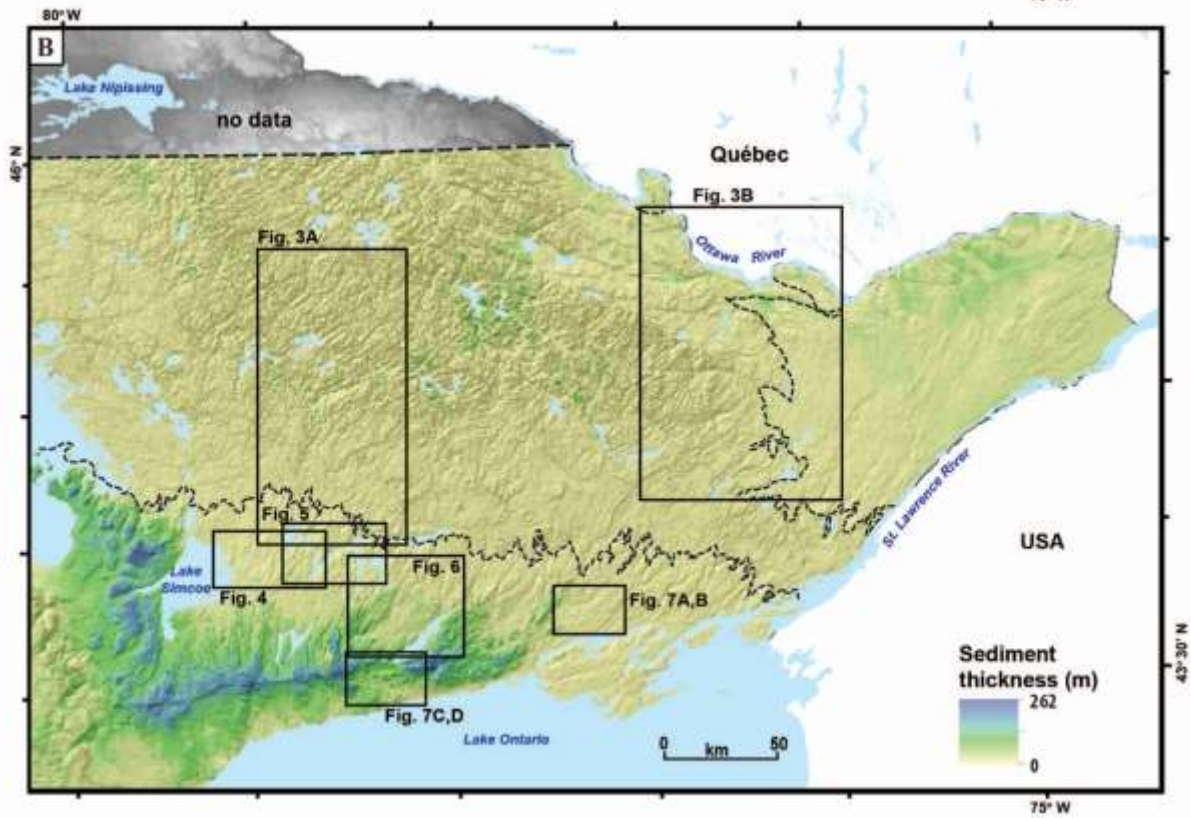 80° W
B
Lake Nipissing
no data
46° N
Québec
Fig. 3B
Fig. 3A
Ottawa River
Fig. 5
St. Lawrence River
USA
Lake
Simcoe
Fig. 6
Fig. 4
Fig. 7A,B
43° 30' N
Sediment
thickness (m)
262
0
Fig. 7C,D
Lake Ontario
0 km 50
75° W